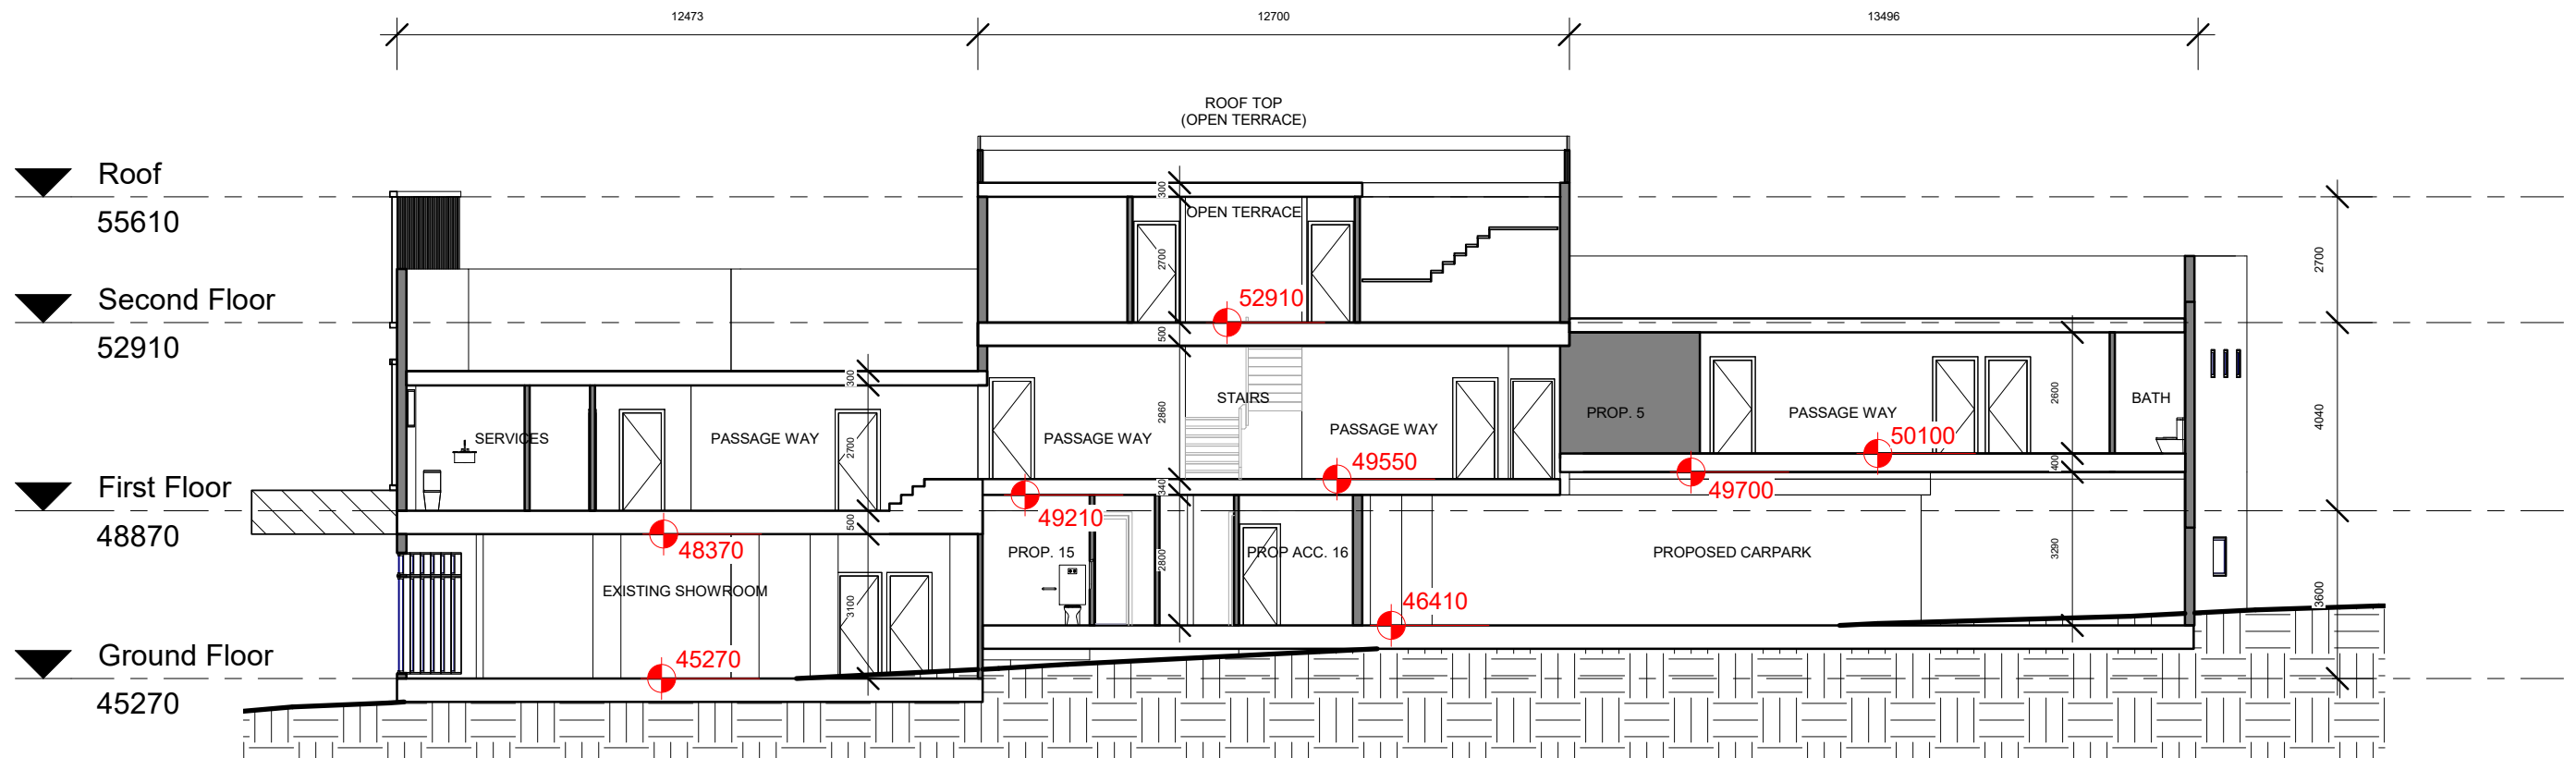 12473
12700
13496
ROOF TOP
(OPEN TERRACE)
Roof
55610
300
OPEN TERRACE
2700
2700
Second Floor
52910
52910
500
300
2860
STAIRS
PROP. 5
PASSAGE WAY
2600
BATH
4040
SERVICES
PASSAGE WAY
2700
PASSAGE WAY
PASSAGE WAY
50100
49550
400
49700
340
49210
First Floor
48870
500
48370
PROP. 15
2800
PROP ACC. 16
PROPOSED CARPARK
3290
EXISTING SHOWROOM
3100
46410
3600
Ground Floor
45270
45270